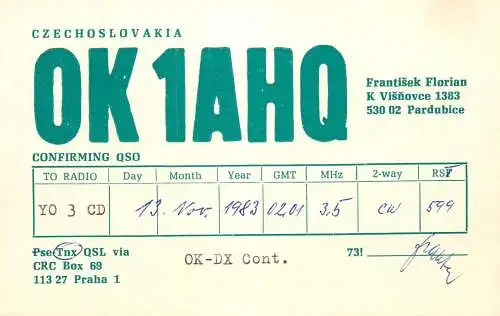 CZECHOSLOVAKIA
OK1AHQ
František Florian
K Višňovce 1383
530 02 Pardubice
CONFIRMING QSO
TO RADIO Day Month Year GMT MHz 2-way RST
YO 3 CD 13. Nov. 1983 02.01 3,5 cw 599
Pse Tnx QSL via
CRC Box 69
113 27 Praha 1
OK-DX Cont.
73!